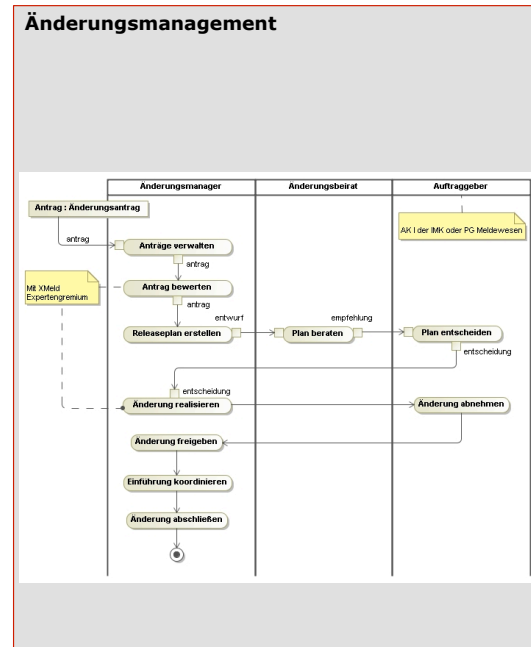 Änderungsmanagement
Änderungsmanager
Änderungsbeirat
Auftraggeber
Antrag : Änderungsantrag
AK I der IMK oder PG Meldewesen
antrag
Anträge verwalten
antrag
Mit XMeld
Expertengremium
Antrag bewerten
antrag
entwurf
empfehlung
Releaseplan erstellen
Plan beraten
Plan entscheiden
entscheidung
entscheidung
Änderung realisieren
Änderung abnehmen
Änderung freigeben
Einführung koordinieren
Änderung abschließen